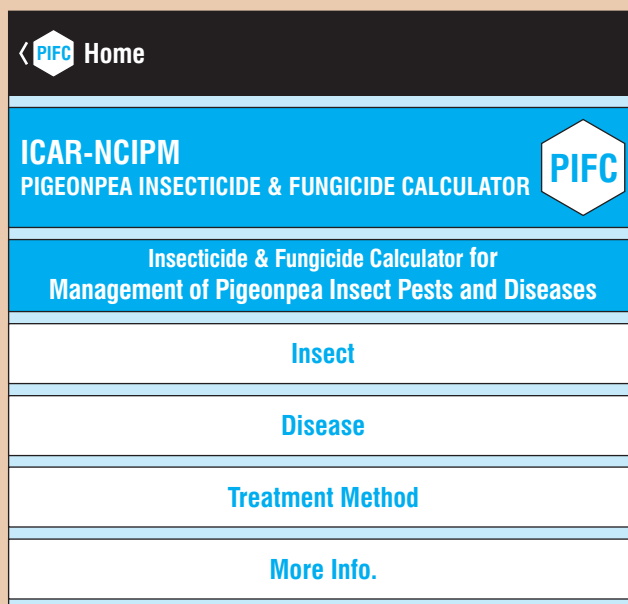 PIFC Home
ICAR-NCIPM
PIGEONPEA INSECTICIDE & FUNGICIDE CALCULATOR
PIFC
Insecticide & Fungicide Calculator for
Management of Pigeonpea Insect Pests and Diseases
Insect
Disease
Treatment Method
More Info.